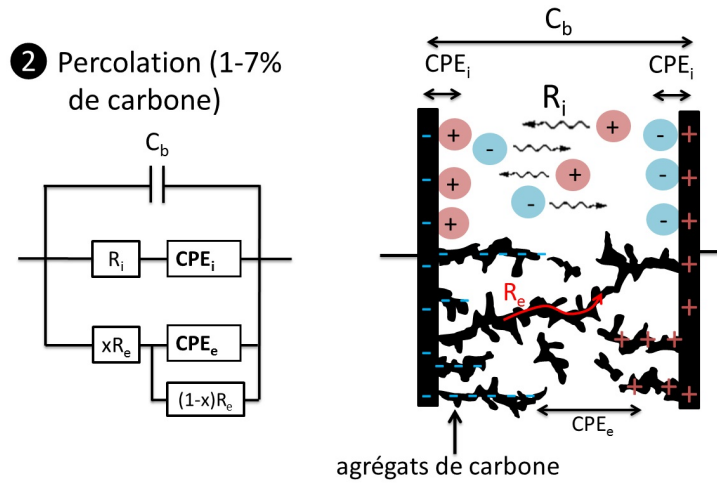 2 Percolation (1-7%
de carbone)
C_b
R_i
CPE_i
xR_e
CPE_e
(1-x)R_e
C_b
CPE_i
CPE_i
R_i
+
+
-
-
+
-
+
+
-
-
+
-
R_e
CPE_e
agrégats de carbone